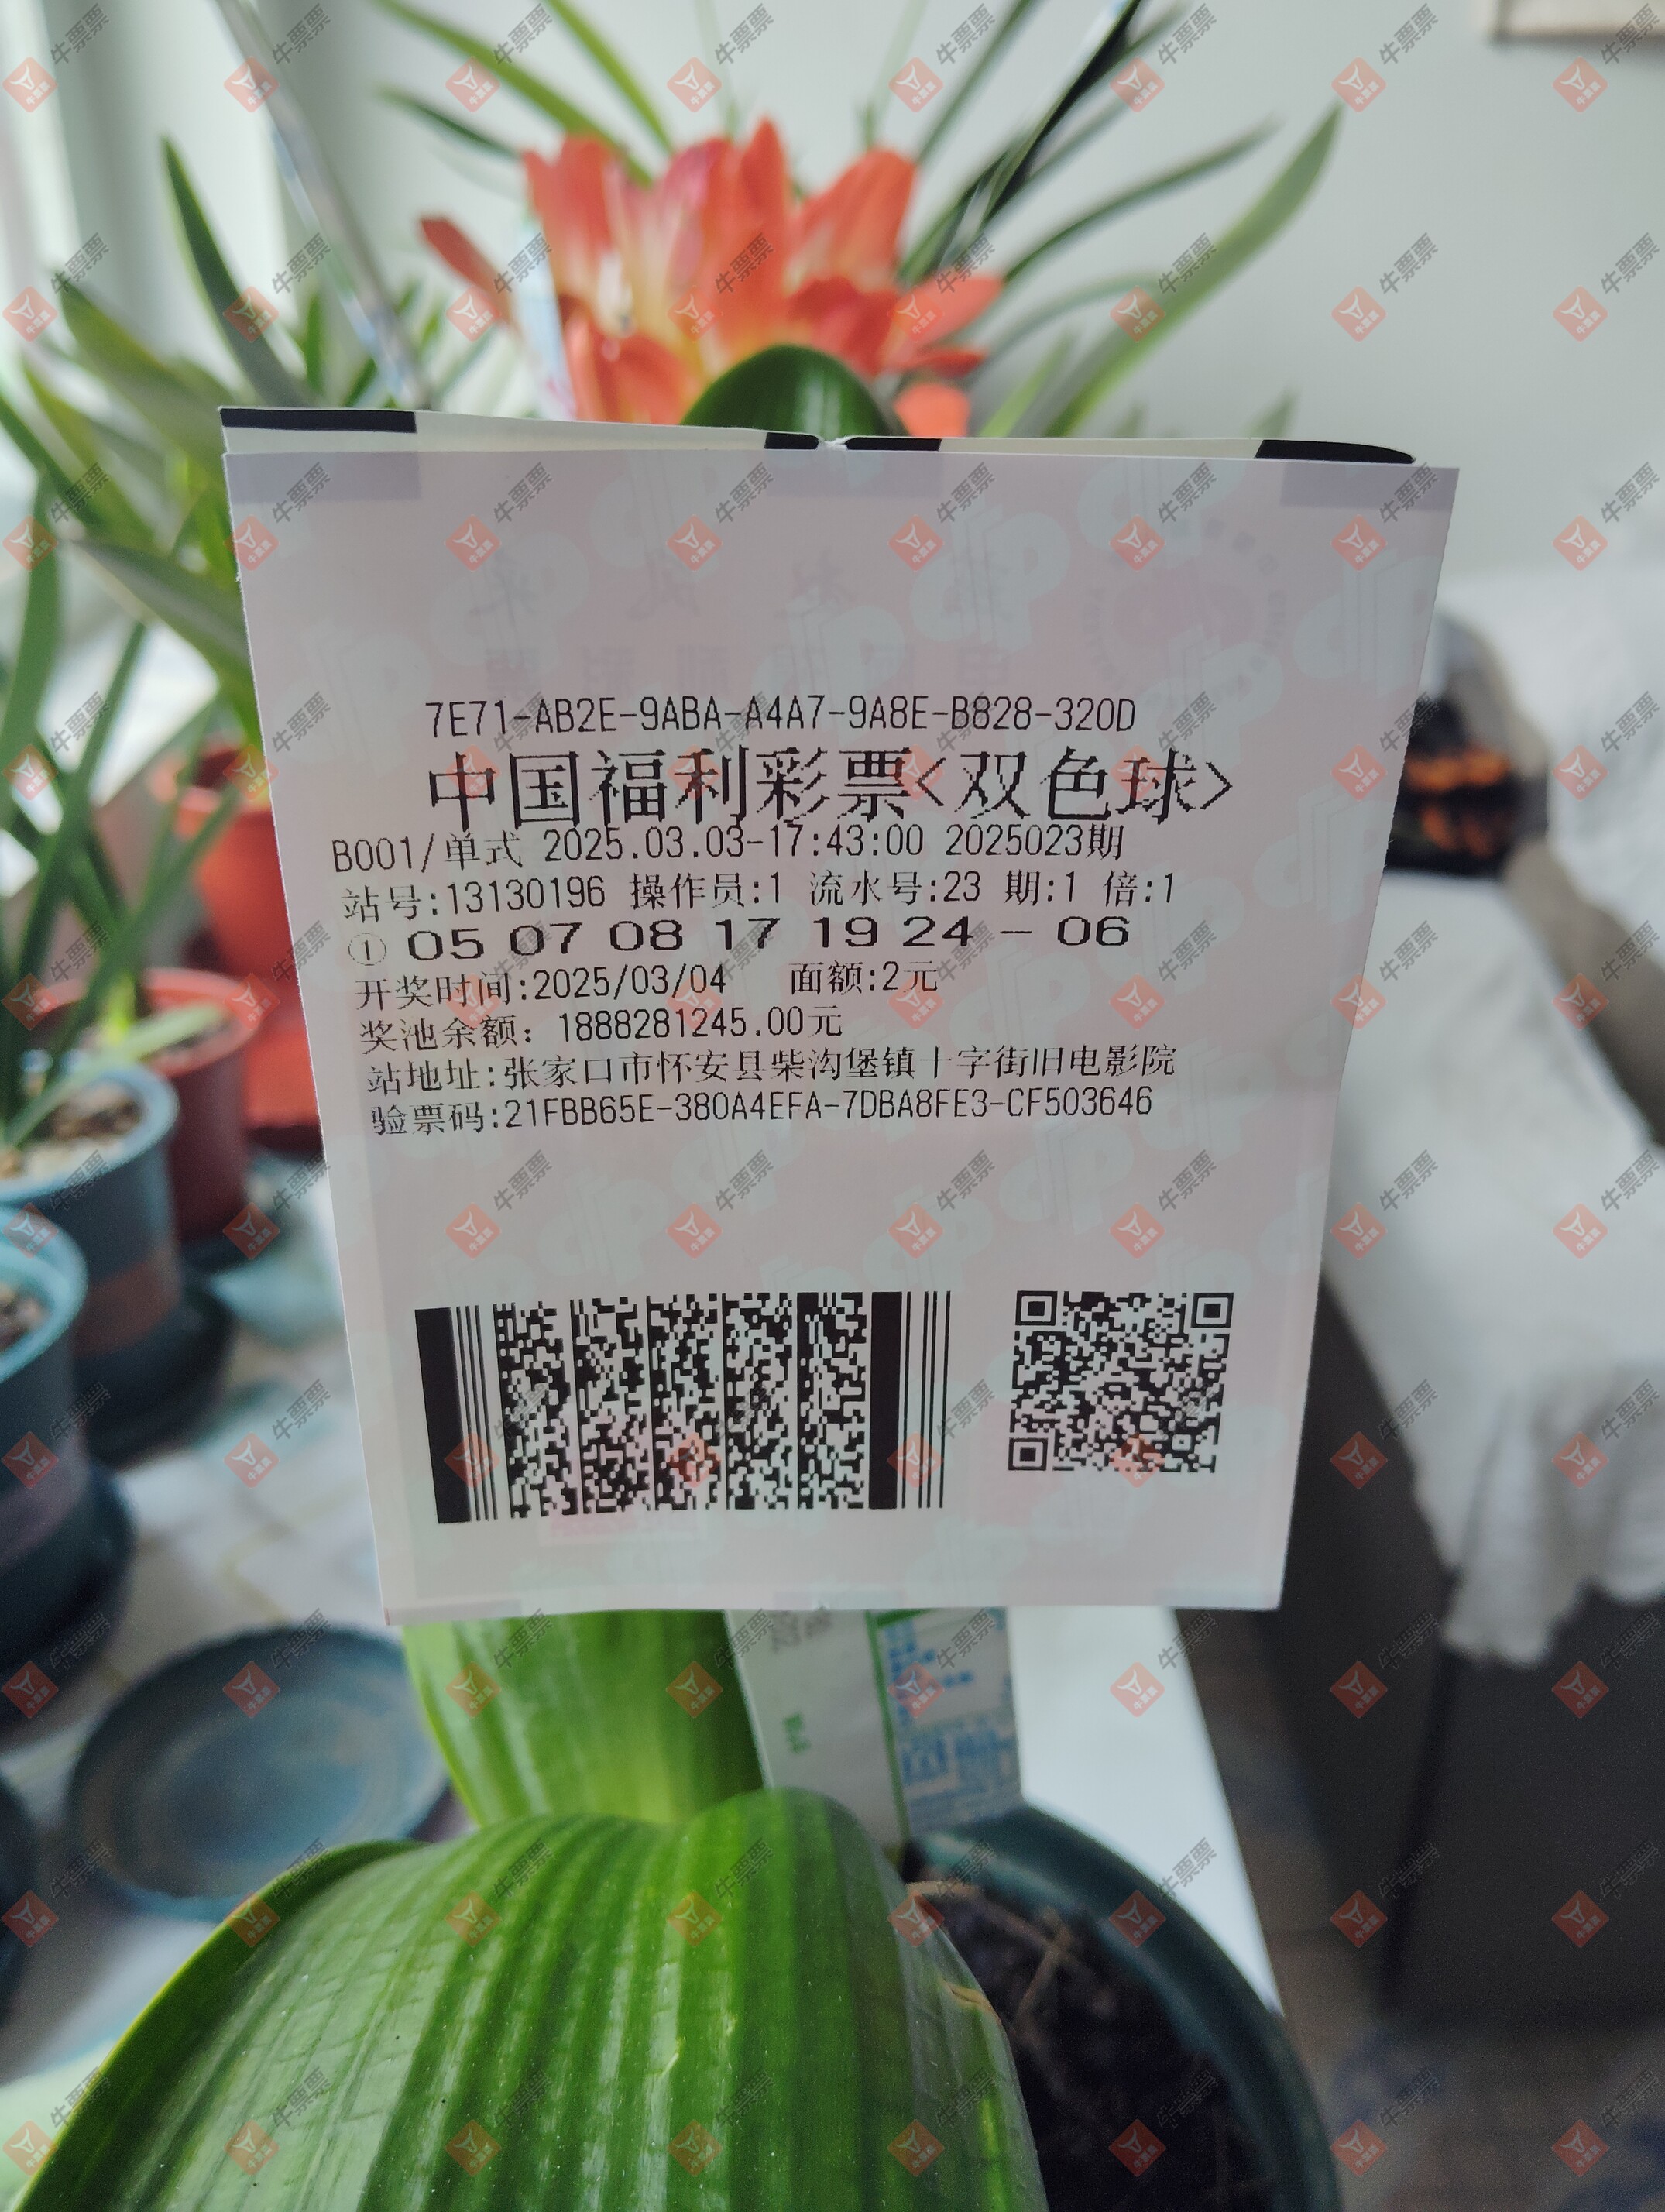 7E71-AB2E-9ABA-A4A7-9A8E-B828-320D
中国福利彩票<双色球>
B001/单式 2025.03.03-17:43:00 2025023期
站号:13130196 操作员:1 流水号:23 期:1 倍:1
① 05 07 08 17 19 24 - 06
开奖时间:2025/03/04 面额:2元
奖池余额: 1888281245.00元
站地址:张家口市怀安县柴沟堡镇十字街旧电影院
验票码:21FBB65E-380A4EFA-7DBA8FE3-CF503646
牛票票